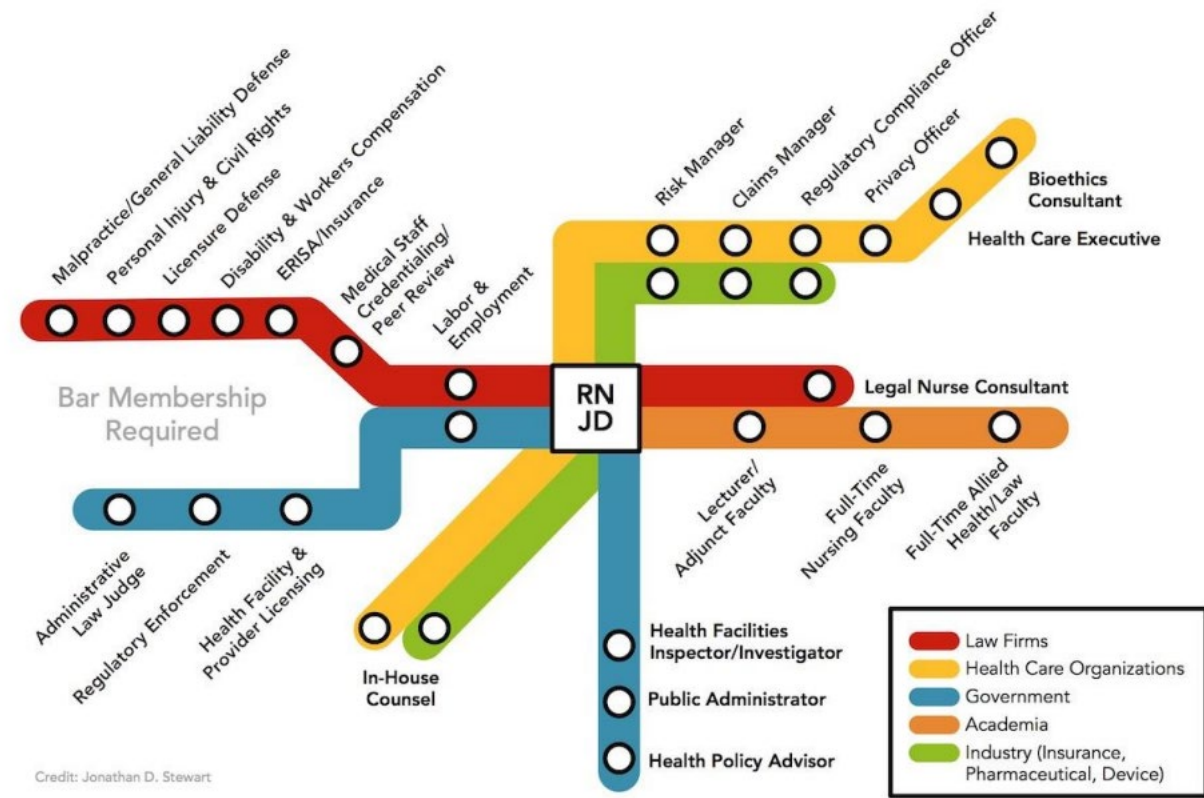 Malpractice/General Liability Defense
Personal Injury & Civil Rights
Licensure Defense
Disability & Workers Compensation
ERISA/Insurance
Medical Staff
Credentialing/
Peer Review
Labor &
Employment
Risk Manager
Claims Manager
Regulatory Compliance Officer
Privacy Officer
Bioethics
Consultant
Health Care Executive
Bar Membership
Required
RN
JD
Legal Nurse Consultant
Administrative
Law Judge
Regulatory Enforcement
Health Facility &
Provider Licensing
In-House
Counsel
Lecturer/
Adjunct Faculty
Full-Time
Nursing Faculty
Full-Time Allied
Health/Law
Faculty
Health Facilities
Inspector/Investigator
Public Administrator
Health Policy Advisor
Law Firms
Health Care Organizations
Government
Academia
Industry (Insurance,
Pharmaceutical, Device)
Credit: Jonathan D. Stewart